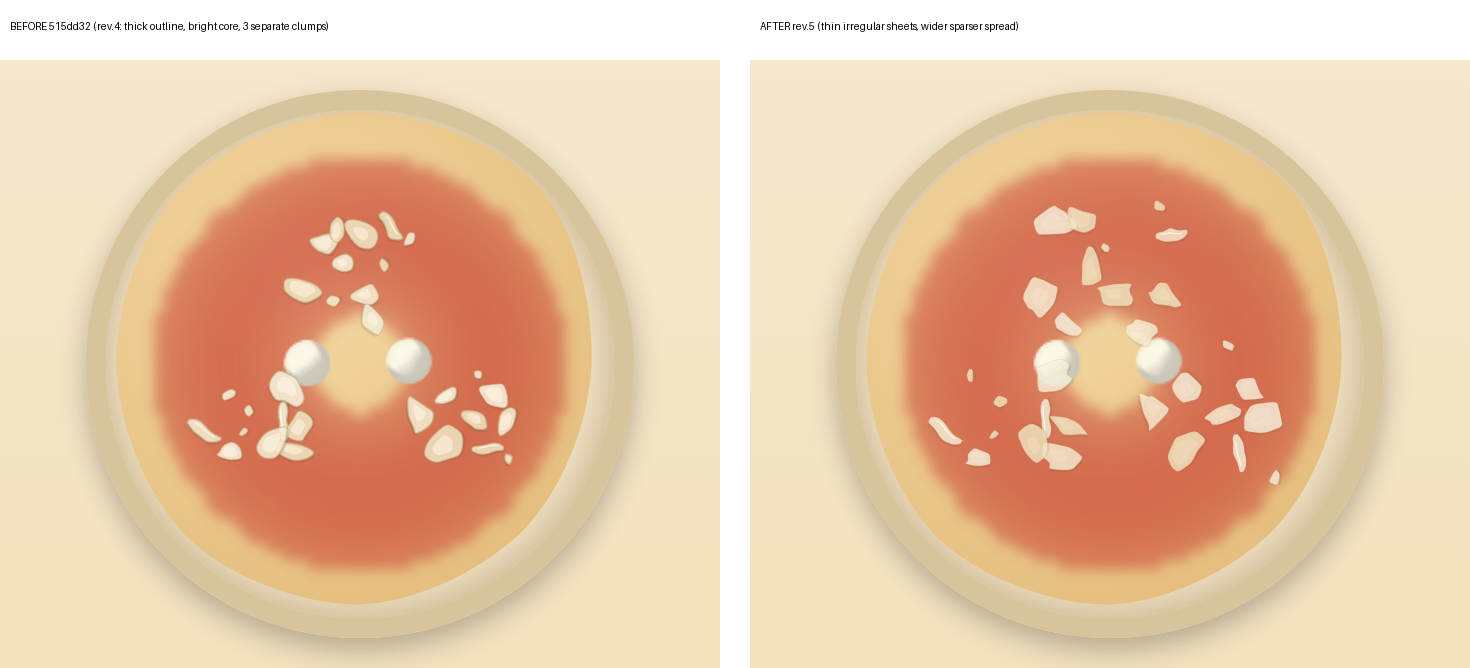 BEFORE 515dd32 (rev.4: thick outline, bright core, 3 separate clumps)
AFTER rev.5 (thin irregular sheets, wider sparser spread)